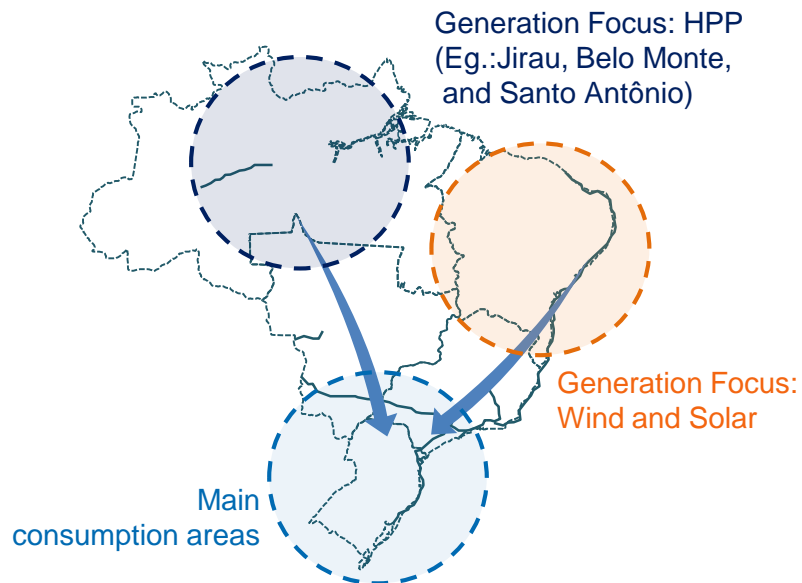 Generation Focus: HPP
(Eg.:Jirau, Belo Monte,
and Santo Antônio)
Generation Focus:
Wind and Solar
Main
consumption areas